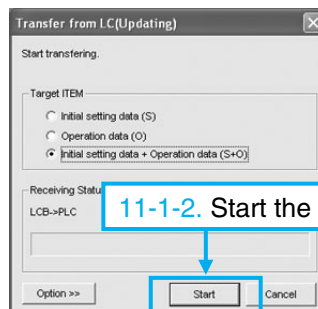 Transfer from LC(Updating)
Start transfering.
Target ITEM
Initial setting data (S)
Operation data (O)
Initial setting data + Operation data (S+O)
Receiving
11-1-2. Start the
LCB->PLC
Option >>
Start
Cancel